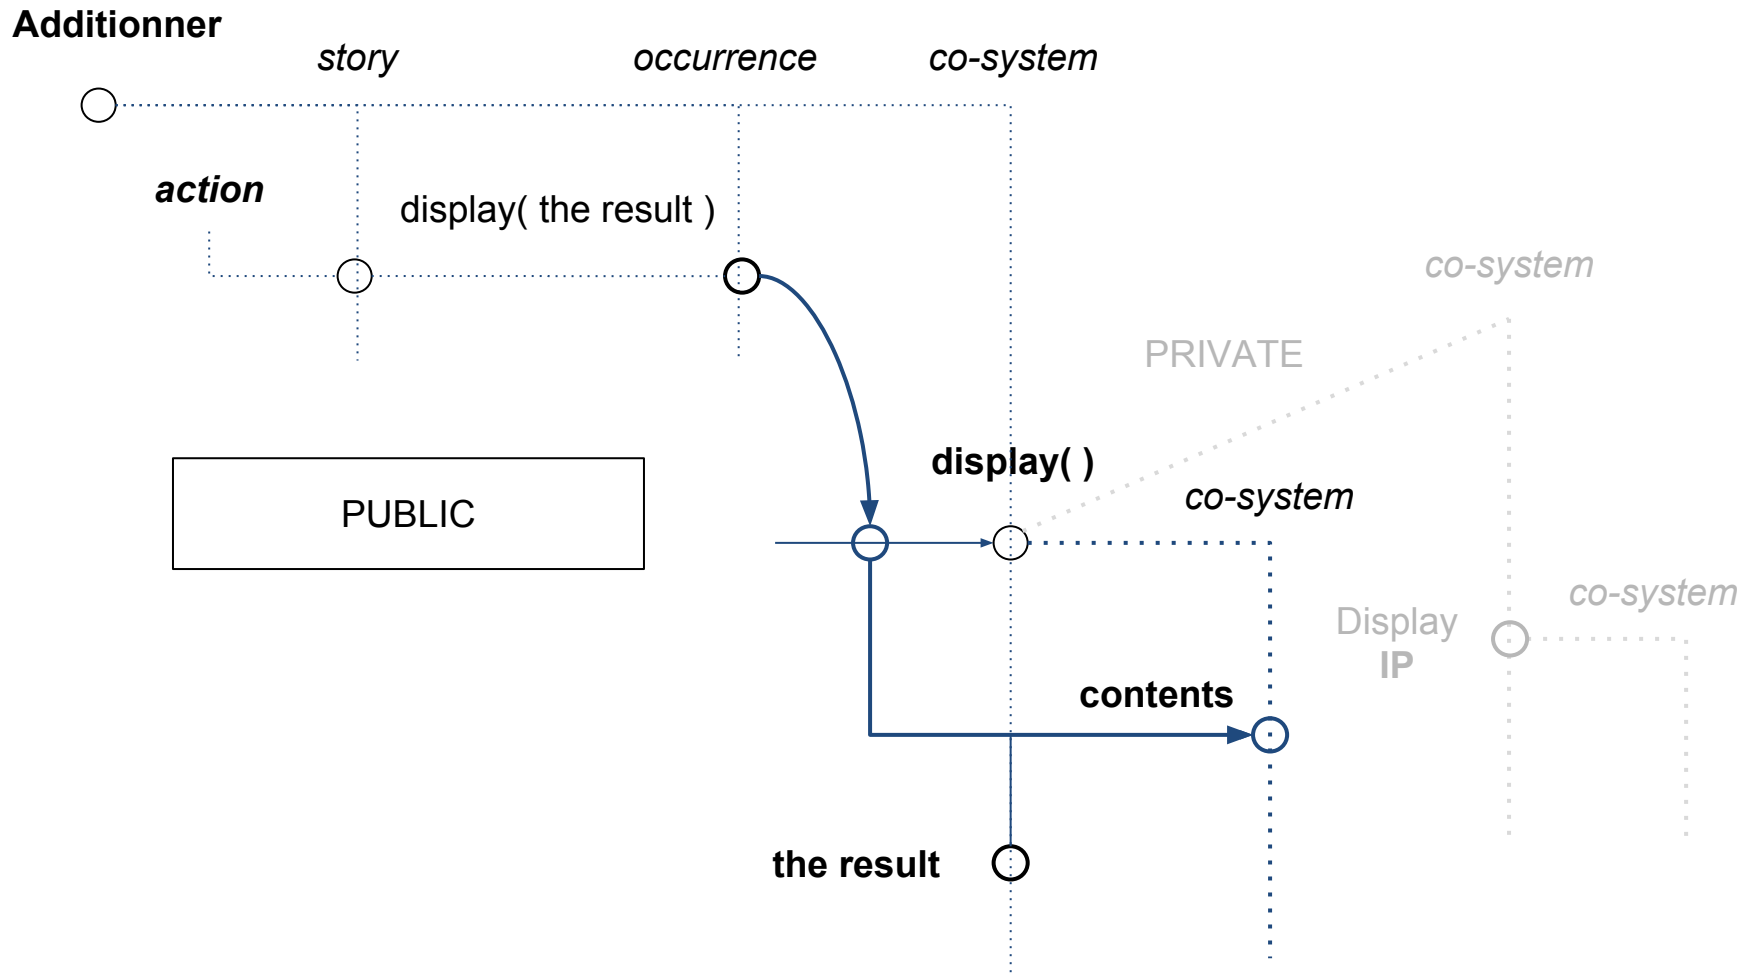 Additionner
story
occurrence
co-system
action
display( the result )
co-system
PRIVATE
display( )
co-system
PUBLIC
co-system
Display
IP
contents
the result